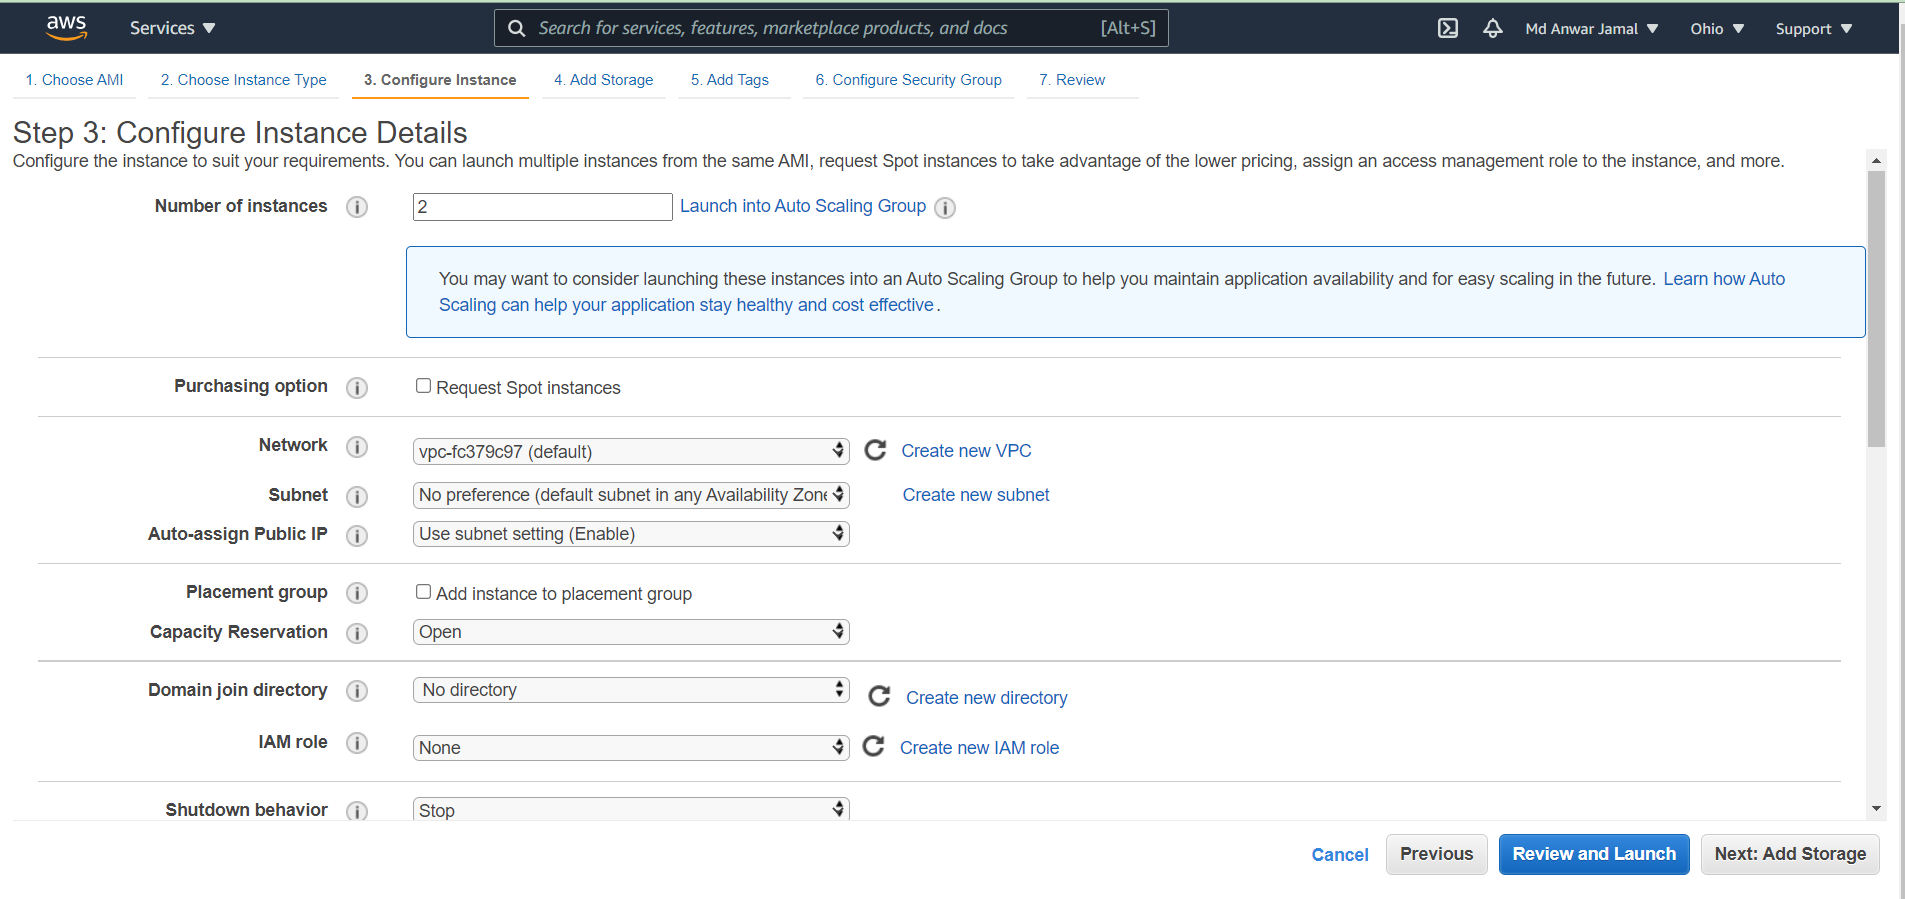 aws Services Search for services, features, marketplace products, and docs [Alt+S] Md Anwar Jamal Ohio Support
1. Choose AMI 2. Choose Instance Type 3. Configure Instance 4. Add Storage 5. Add Tags 6. Configure Security Group 7. Review
Step 3: Configure Instance Details
Configure the instance to suit your requirements. You can launch multiple instances from the same AMI, request Spot instances to take advantage of the lower pricing, assign an access management role to the instance, and more.
Number of instances i 2 Launch into Auto Scaling Group i
You may want to consider launching these instances into an Auto Scaling Group to help you maintain application availability and for easy scaling in the future. Learn how Auto
Scaling can help your application stay healthy and cost effective.
Purchasing option i Request Spot instances
Network i vpc-fc379c97 (default) Create new VPC
Subnet i No preference (default subnet in any Availability Zone Create new subnet
Auto-assign Public IP i Use subnet setting (Enable)
Placement group i Add instance to placement group
Capacity Reservation i Open
Domain join directory i No directory Create new directory
IAM role i None Create new IAM role
Shutdown behavior i Stop
Cancel Previous Review and Launch Next: Add Storage